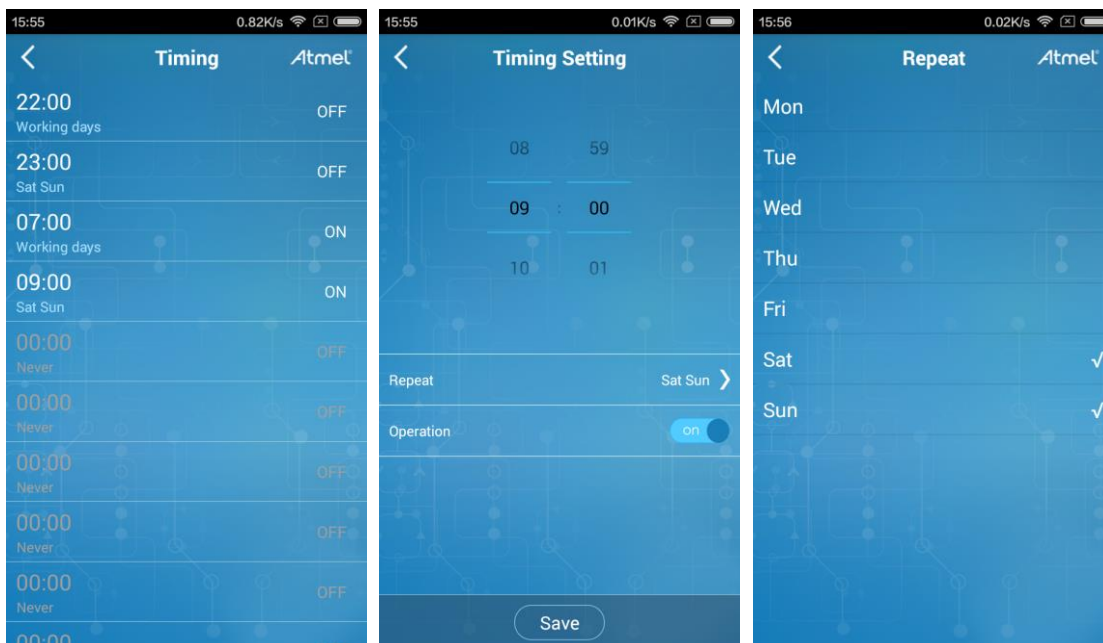 15:55 0.82K/s
Timing Atmel
22:00 OFF
Working days
23:00 OFF
Sat Sun
07:00 ON
Working days
09:00 ON
Sat Sun
00:00 OFF
Never
00:00 OFF
Never
00:00 OFF
Never
00:00 OFF
Never
00:00 OFF
Never
00:00
15:55 0.01K/s
Timing Setting
08 59
09 : 00
10 01
Repeat Sat Sun
Operation on
Save
15:56 0.02K/s
Repeat Atmel
Mon
Tue
Wed
Thu
Fri
Sat √
Sun √